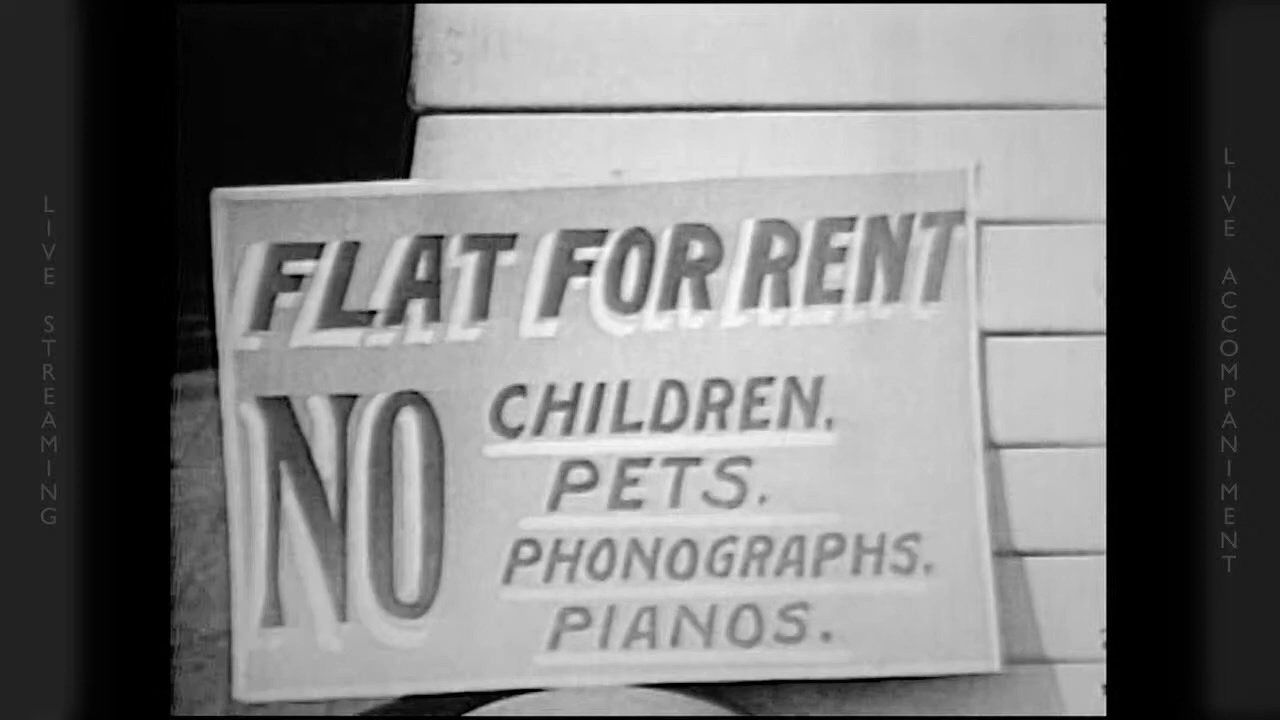 FLAT FOR RENT
NO
CHILDREN.
PETS.
PHONOGRAPHS.
PIANOS.
LIVE STREAMING
LIVE ACCOMPANIMENT